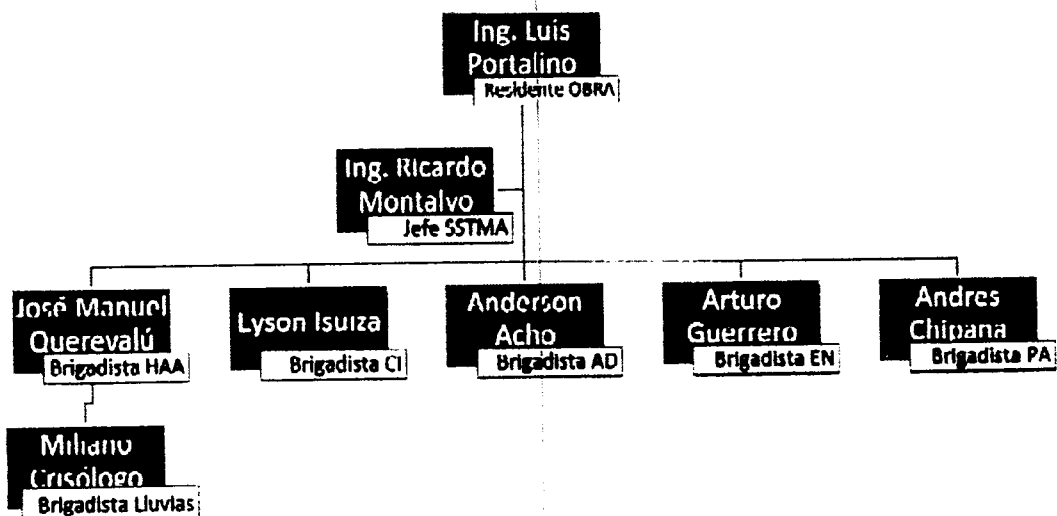 Ing. Luis
Portalino
Residente OBRA
Ing. Ricardo
Montalvo
Jefe SSTMA
José Manuel
Querevalú
Brigadista HAA
Lyson Isuiza
Brigadista CI
Anderson
Acho
Brigadista AD
Arturo
Guerrero
Brigadista EN
Andres
Chipana
Brigadista PA
Miliano
Crisólogo
Brigadista Lluvias